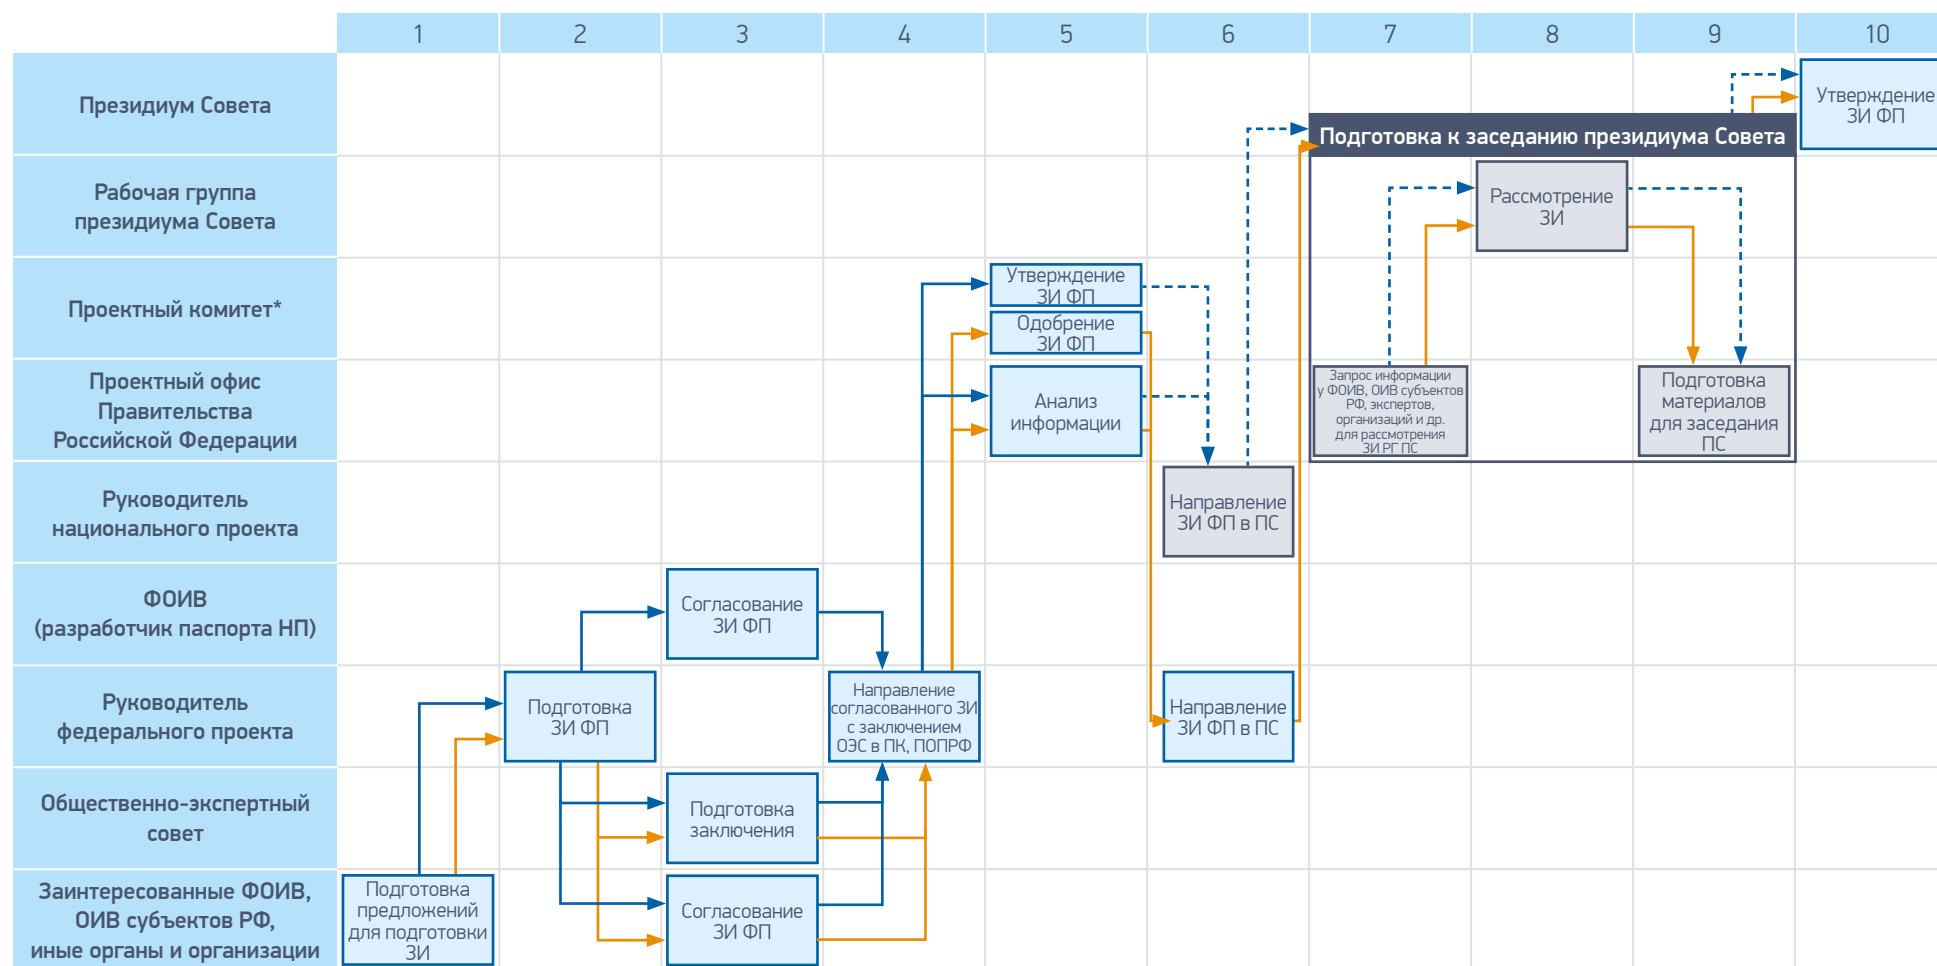 1 2 3 4 5 6 7 8 9 10
Президиум Совета
Утверждение
ЗИ ФП
Подготовка к заседанию президиума Совета
Рабочая группа
президиума Совета
Рассмотрение
ЗИ
Проектный комитет*
Утверждение
ЗИ ФП
Одобрение
ЗИ ФП
Проектный офис
Правительства
Российской Федерации
Анализ
информации
Запрос информации
у ФОИВ, ОИВ субъектов
РФ, экспертов,
организаций и др.
для рассмотрения
ЗИ РГ ПС
Подготовка
материалов
для заседания
ПС
Руководитель
национального проекта
Направление
ЗИ ФП в ПС
ФОИВ
(разработчик паспорта НП)
Согласование
ЗИ ФП
Руководитель
федерального проекта
Подготовка
ЗИ ФП
Направление
согласованного ЗИ
с заключением
ОЭС в ПК, ПОПРФ
Направление
ЗИ ФП в ПС
Общественно-экспертный
совет
Подготовка
заключения
Заинтересованные ФОИВ,
ОИВ субъектов РФ,
иные органы и организации
Подготовка
предложений
для подготовки
ЗИ
Согласование
ЗИ ФП